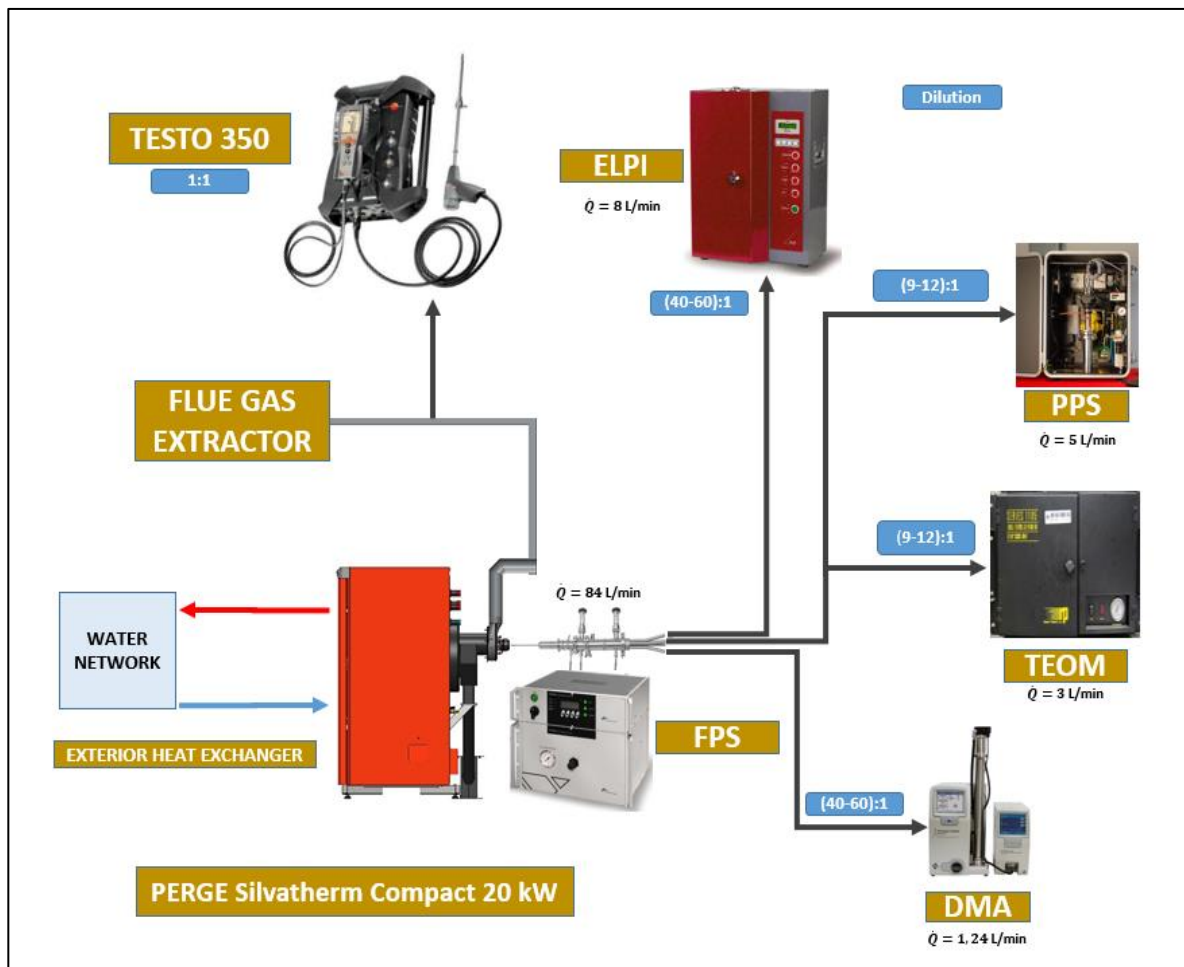 Dilution
TESTO 350
1:1
ELPI
Q̇ = 8 L/min
(40-60):1
(9-12):1
PPS
Q̇ = 5 L/min
FLUE GAS
EXTRACTOR
(9-12):1
TEOM
Q̇ = 3 L/min
Q̇ = 84 L/min
WATER
NETWORK
EXTERIOR HEAT EXCHANGER
FPS
(40-60):1
DMA
Q̇ = 1, 24 L/min
PERGE Silvatherm Compact 20 kW